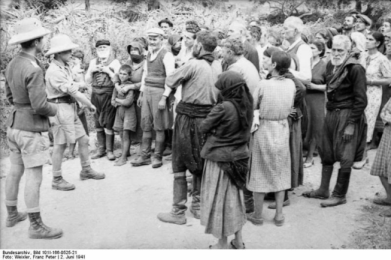 Bundesarchiv, Bild 101I-166-0525-21
Foto: Weixler, Franz Peter | 2. Juni 1941